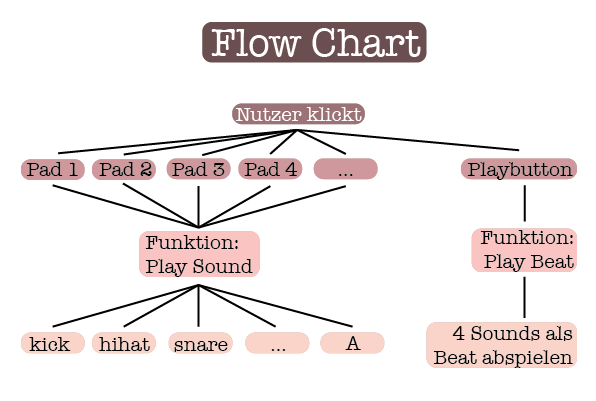 Flow Chart
Nutzer klickt
Pad 1
Pad 2
Pad 3
Pad 4
...
Playbutton
Funktion:
Play Sound
Funktion:
Play Beat
kick
hihat
snare
...
A
4 Sounds als
Beat abspielen